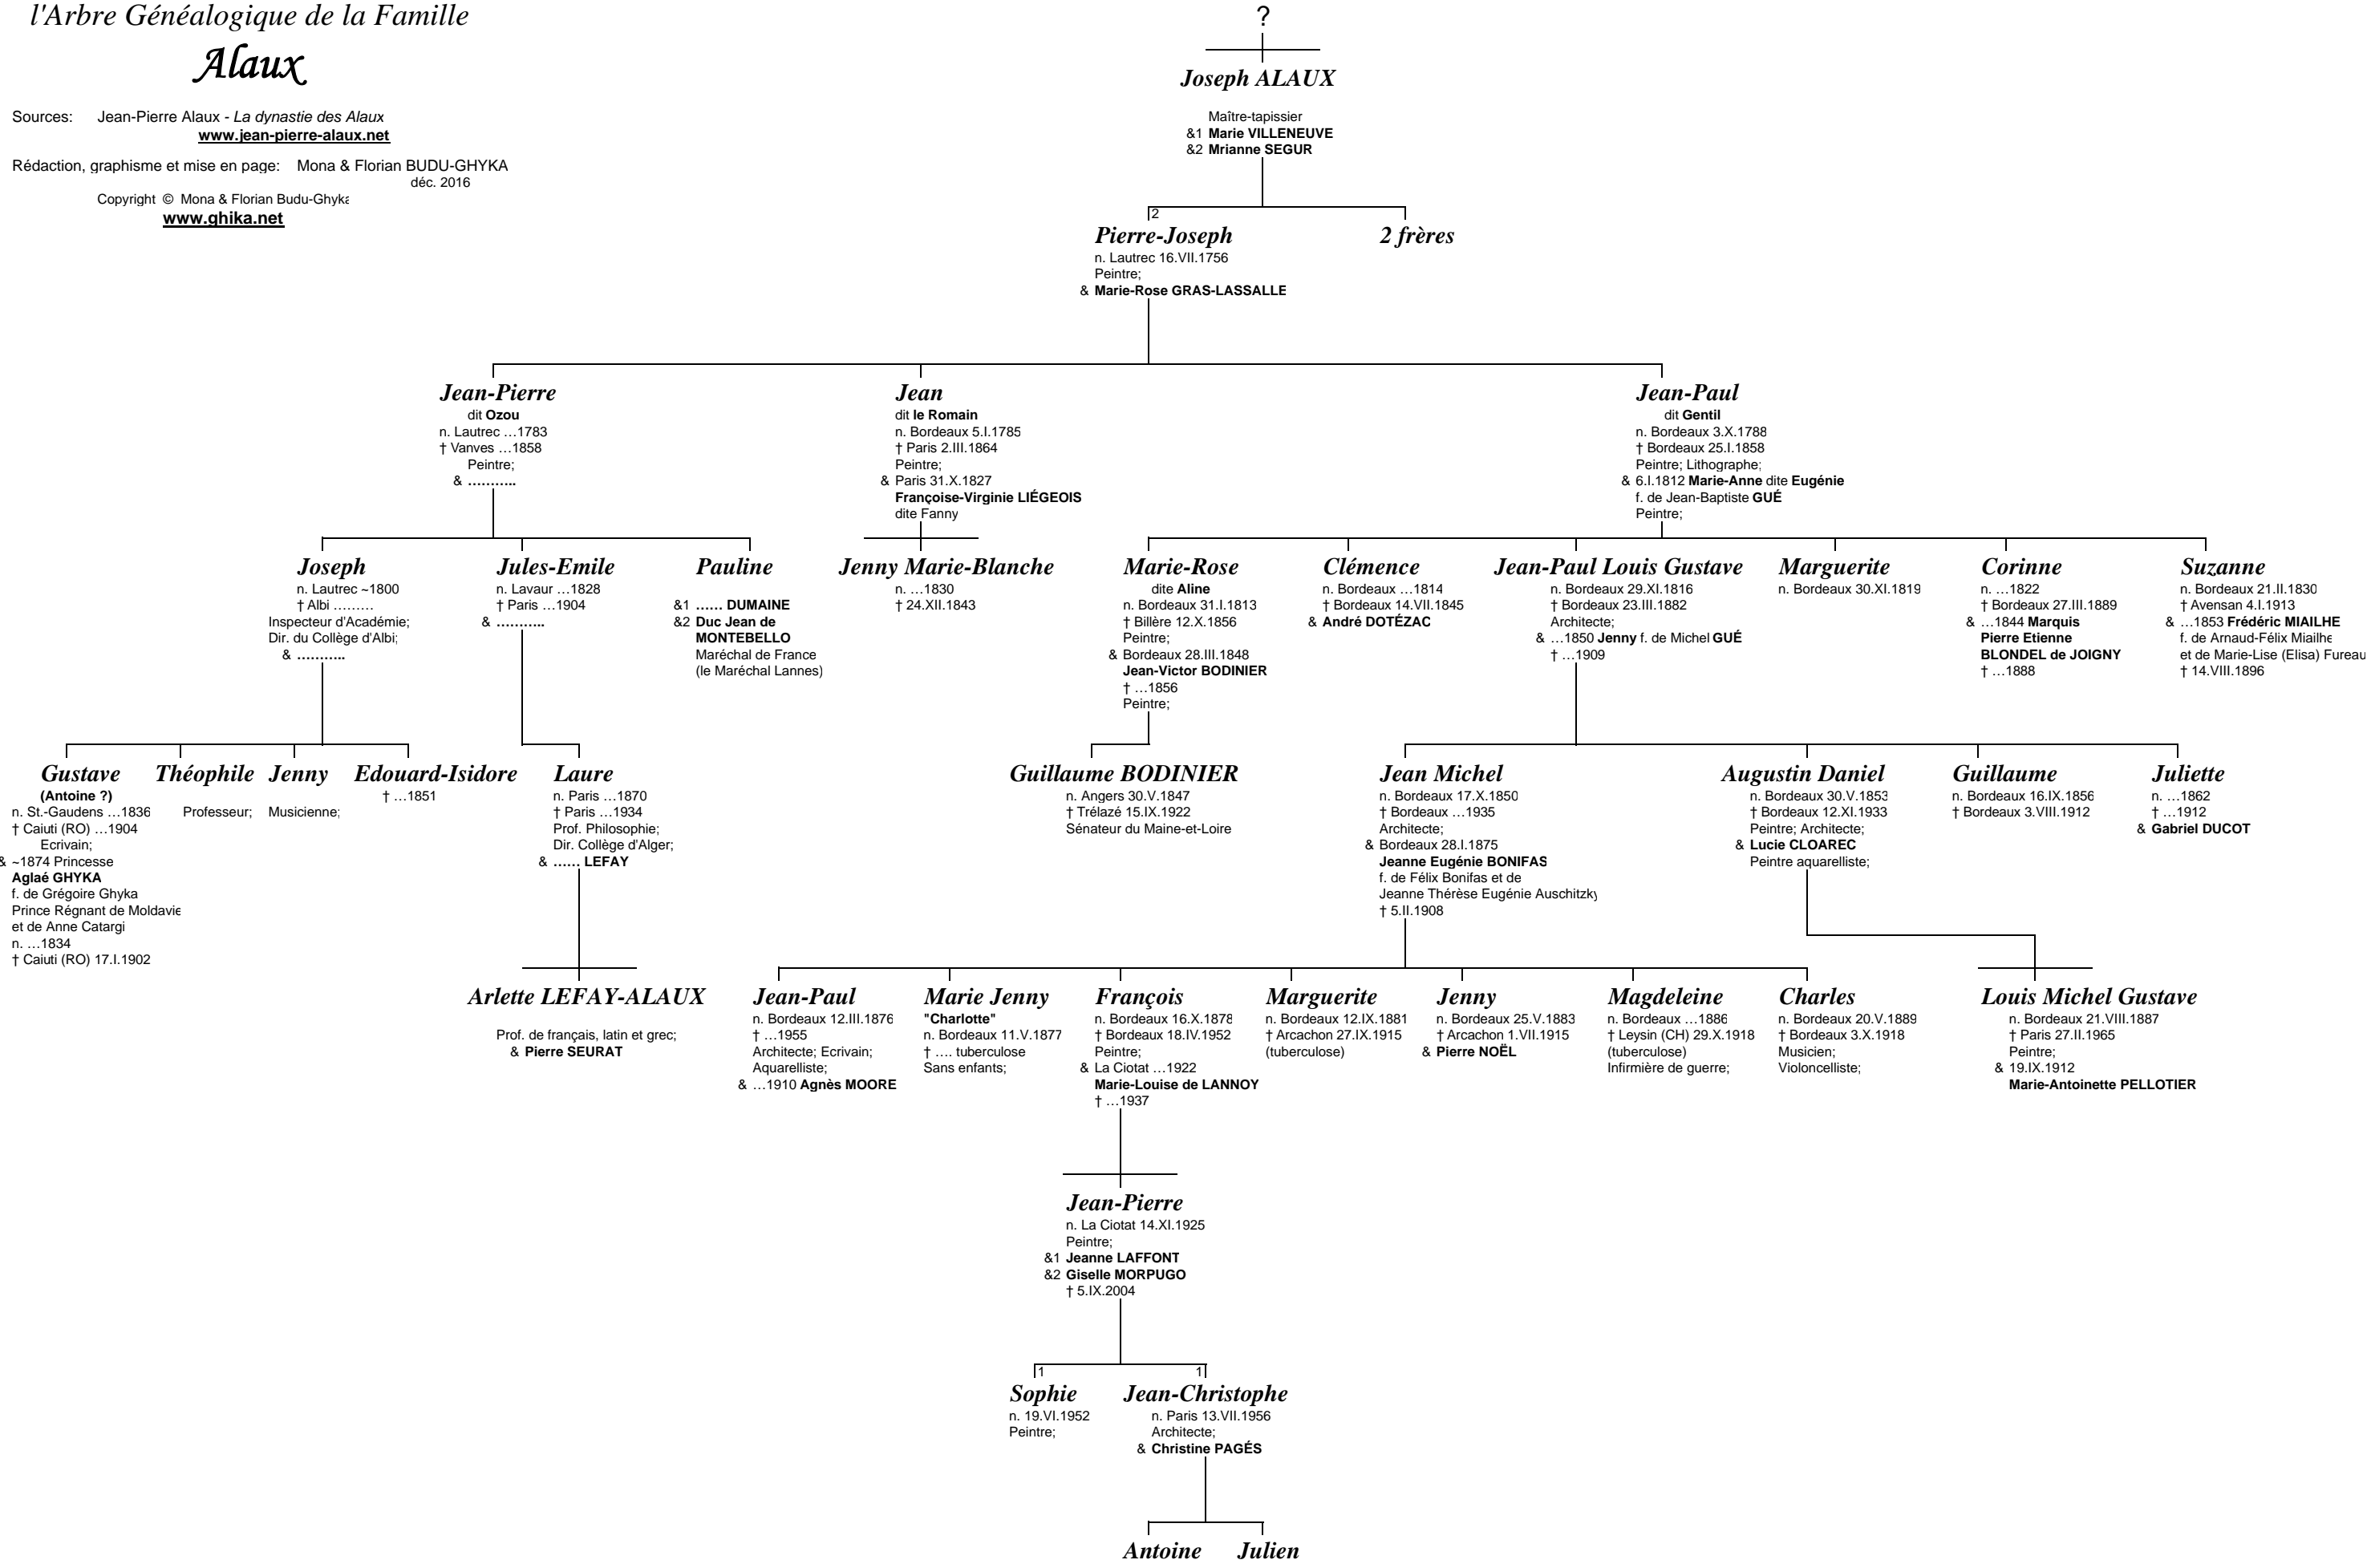 l'Arbre Généalogique de la Famille
Alaux
Sources: Jean-Pierre Alaux - La dynastie des Alaux
www.jean-pierre-alaux.net
Rédaction, graphisme et mise en page: Mona & Florian BUDU-GHYKA
déc. 2016
Copyright © Mona & Florian Budu-Ghyka
www.ghika.net
?
Joseph ALAUX
Maître-tapissier
&1 Marie VILLENEUVE
&2 Mrianne SEGUR
2
Pierre-Joseph
n. Lautrec 16.VII.1756
Peintre;
& Marie-Rose GRAS-LASSALLE
2 frères
Jean-Pierre
dit Ozou
n. Lautrec …1783
† Vanves …1858
Peintre;
& ………..
Jean
dit le Romain
n. Bordeaux 5.I.1785
† Paris 2.III.1864
Peintre;
& Paris 31.X.1827
Françoise-Virginie LIÉGEOIS
dite Fanny
Jean-Paul
dit Gentil
n. Bordeaux 3.X.1788
† Bordeaux 25.I.1858
Peintre; Lithographe;
& 6.I.1812 Marie-Anne dite Eugénie
f. de Jean-Baptiste GUÉ
Peintre;
Joseph
n. Lautrec ~1800
† Albi ………
Inspecteur d'Académie;
Dir. du Collège d'Albi;
& ………..
Jules-Emile
n. Lavaur …1828
† Paris …1904
& ………..
Pauline
&1 …… DUMAINE
&2 Duc Jean de
MONTEBELLO
Maréchal de France
(le Maréchal Lannes)
Jenny Marie-Blanche
n. …1830
† 24.XII.1843
Marie-Rose
dite Aline
n. Bordeaux 31.I.1813
† Billère 12.X.1856
Peintre;
& Bordeaux 28.III.1848
Jean-Victor BODINIER
† …1856
Peintre;
Clémence
n. Bordeaux …1814
† Bordeaux 14.VII.1845
& André DOTÉZAC
Jean-Paul Louis Gustave
n. Bordeaux 29.XI.1816
† Bordeaux 23.III.1882
Architecte;
& …1850 Jenny f. de Michel GUÉ
† …1909
Marguerite
n. Bordeaux 30.XI.1819
Corinne
n. …1822
† Bordeaux 27.III.1889
& …1844 Marquis
Pierre Etienne
BLONDEL de JOIGNY
† …1888
Suzanne
n. Bordeaux 21.II.1830
† Avensan 4.I.1913
& …1853 Frédéric MIAILHE
f. de Arnaud-Félix Miailhe
et de Marie-Lise (Elisa) Fureau
† 14.VIII.1896
Gustave
(Antoine ?)
n. St.-Gaudens …1836
† Caiuti (RO) …1904
Ecrivain;
& ~1874 Princesse
Aglaé GHYKA
f. de Grégoire Ghyka
Prince Régnant de Moldavie
et de Anne Catargi
n. …1834
† Caiuti (RO) 17.I.1902
Théophile
Professeur;
Jenny
Musicienne;
Edouard-Isidore
† …1851
Laure
n. Paris …1870
† Paris …1934
Prof. Philosophie;
Dir. Collège d'Alger;
& …… LEFAY
Guillaume BODINIER
n. Angers 30.V.1847
† Trélazé 15.IX.1922
Sénateur du Maine-et-Loire
Jean Michel
n. Bordeaux 17.X.1850
† Bordeaux …1935
Architecte;
& Bordeaux 28.I.1875
Jeanne Eugénie BONIFAS
f. de Félix Bonifas et de
Jeanne Thérèse Eugénie Auschitzky
† 5.II.1908
Augustin Daniel
n. Bordeaux 30.V.1853
† Bordeaux 12.XI.1933
Peintre; Architecte;
& Lucie CLOAREC
Peintre aquarelliste;
Guillaume
n. Bordeaux 16.IX.1856
† Bordeaux 3.VIII.1912
Juliette
n. …1862
† …1912
& Gabriel DUCOT
Arlette LEFAY-ALAUX
Prof. de français, latin et grec;
& Pierre SEURAT
Jean-Paul
n. Bordeaux 12.III.1876
† …1955
Architecte; Ecrivain;
Aquarelliste;
& …1910 Agnès MOORE
Marie Jenny
"Charlotte"
n. Bordeaux 11.V.1877
† …. tuberculose
Sans enfants;
François
n. Bordeaux 16.X.1878
† Bordeaux 18.IV.1952
Peintre;
& La Ciotat …1922
Marie-Louise de LANNOY
† …1937
Marguerite
n. Bordeaux 12.IX.1881
† Arcachon 27.IX.1915
(tuberculose)
Jenny
n. Bordeaux 25.V.1883
† Arcachon 1.VII.1915
& Pierre NOËL
Magdeleine
n. Bordeaux …1886
† Leysin (CH) 29.X.1918
(tuberculose)
Infirmière de guerre;
Charles
n. Bordeaux 20.V.1889
† Bordeaux 3.X.1918
Musicien;
Violoncelliste;
Louis Michel Gustave
n. Bordeaux 21.VIII.1887
† Paris 27.II.1965
Peintre;
& 19.IX.1912
Marie-Antoinette PELLOTIER
Jean-Pierre
n. La Ciotat 14.XI.1925
Peintre;
&1 Jeanne LAFFONT
&2 Giselle MORPUGO
† 5.IX.2004
1
Sophie
n. 19.VI.1952
Peintre;
1
Jean-Christophe
n. Paris 13.VII.1956
Architecte;
& Christine PAGÉS
Antoine
Julien